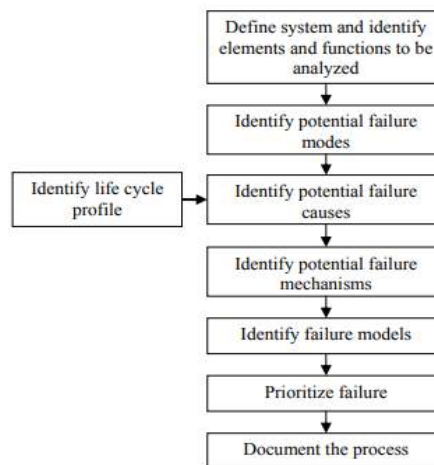 Define system and identify
elements and functions to be
analyzed
Identify potential failure
modes
Identify life cycle
profile
Identify potential failure
causes
Identify potential failure
mechanisms
Identify failure models
Prioritize failure
Document the process